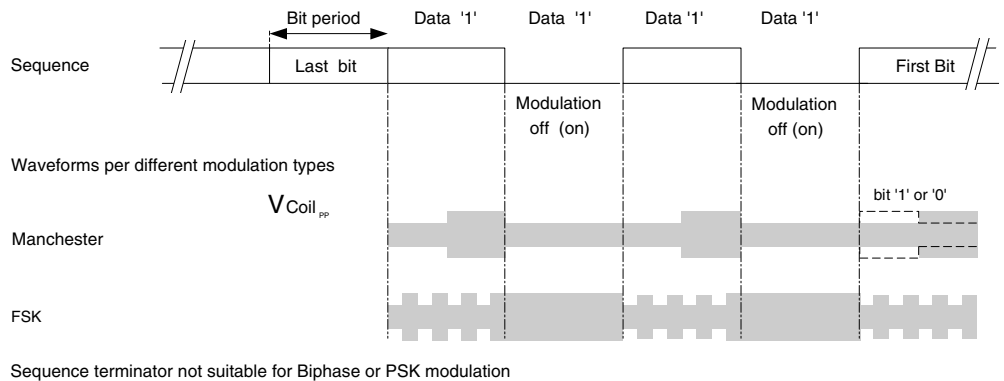 Bit period
Data '1' Data '1' Data '1' Data '1'
Sequence
Last bit
First Bit
Modulation
off (on)
Modulation
off (on)
Waveforms per different modulation types
VCoil PP
bit '1' or '0'
Manchester
FSK
Sequence terminator not suitable for Biphase or PSK modulation